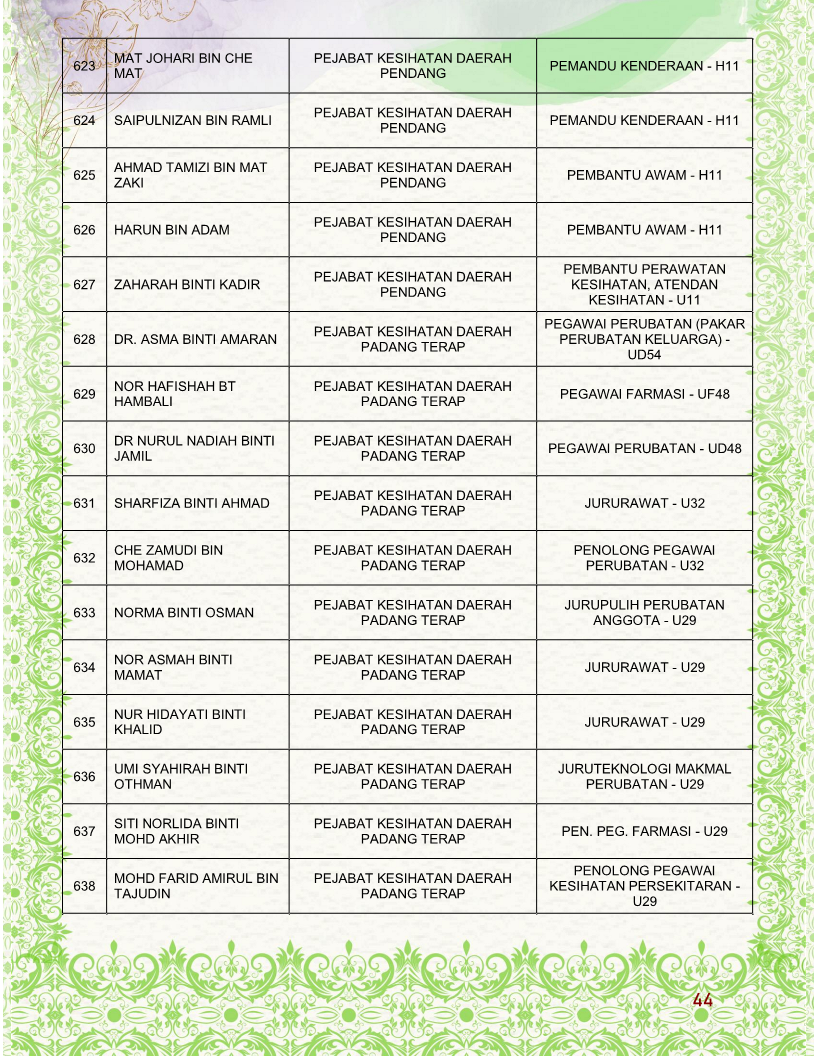 623
MAT JOHARI BIN CHE
MAT
PEJABAT KESIHATAN DAERAH
PENDANG
PEMANDU KENDERAAN - H11
624
SAIPULNIZAN BIN RAMLI
PEJABAT KESIHATAN DAERAH
PENDANG
PEMANDU KENDERAAN - H11
625
AHMAD TAMIZI BIN MAT
ZAKI
PEJABAT KESIHATAN DAERAH
PENDANG
PEMBANTU AWAM - H11
626
HARUN BIN ADAM
PEJABAT KESIHATAN DAERAH
PENDANG
PEMBANTU AWAM - H11
627
ZAHARAH BINTI KADIR
PEJABAT KESIHATAN DAERAH
PENDANG
PEMBANTU PERAWATAN
KESIHATAN, ATENDAN
KESIHATAN - U11
628
DR. ASMA BINTI AMARAN
PEJABAT KESIHATAN DAERAH
PADANG TERAP
PEGAWAI PERUBATAN (PAKAR
PERUBATAN KELUARGA) -
UD54
629
NOR HAFISHAH BT
HAMBALI
PEJABAT KESIHATAN DAERAH
PADANG TERAP
PEGAWAI FARMASI - UF48
630
DR NURUL NADIAH BINTI
JAMIL
PEJABAT KESIHATAN DAERAH
PADANG TERAP
PEGAWAI PERUBATAN - UD48
631
SHARFIZA BINTI AHMAD
PEJABAT KESIHATAN DAERAH
PADANG TERAP
JURURAWAT - U32
632
CHE ZAMUDI BIN
MOHAMAD
PEJABAT KESIHATAN DAERAH
PADANG TERAP
PENOLONG PEGAWAI
PERUBATAN - U32
633
NORMA BINTI OSMAN
PEJABAT KESIHATAN DAERAH
PADANG TERAP
JURUPULIH PERUBATAN
ANGGOTA - U29
634
NOR ASMAH BINTI
MAMAT
PEJABAT KESIHATAN DAERAH
PADANG TERAP
JURURAWAT - U29
635
NUR HIDAYATI BINTI
KHALID
PEJABAT KESIHATAN DAERAH
PADANG TERAP
JURURAWAT - U29
636
UMI SYAHIRAH BINTI
OTHMAN
PEJABAT KESIHATAN DAERAH
PADANG TERAP
JURUTEKNOLOGI MAKMAL
PERUBATAN - U29
637
SITI NORLIDA BINTI
MOHD AKHIR
PEJABAT KESIHATAN DAERAH
PADANG TERAP
PEN. PEG. FARMASI - U29
638
MOHD FARID AMIRUL BIN
TAJUDIN
PEJABAT KESIHATAN DAERAH
PADANG TERAP
PENOLONG PEGAWAI
KESIHATAN PERSEKITARAN -
U29
44